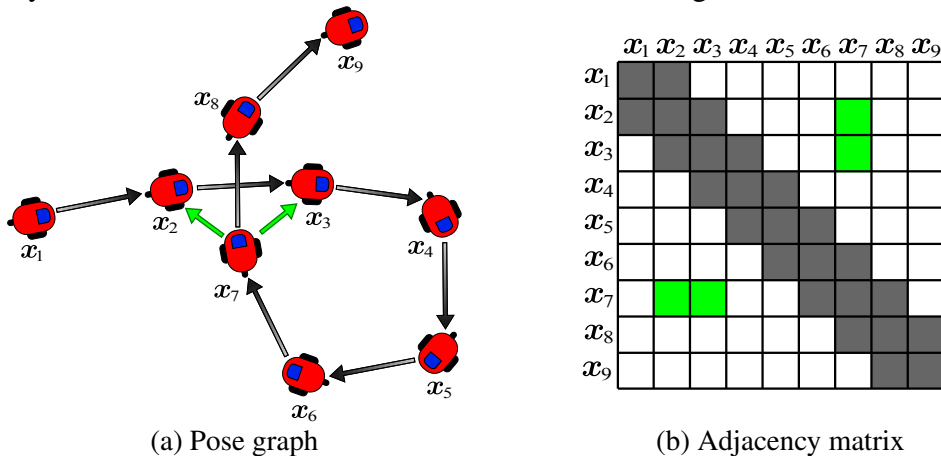 x₁ x₂ x₃ x₄ x₅ x₆ x₇ x₈ x₉
x₁
x₂
x₃
x₄
x₅
x₆
x₇
x₈
x₉
x₉
x₈
x₂
x₃
x₁
x₄
x₇
x₅
x₆
(a) Pose graph
(b) Adjacency matrix